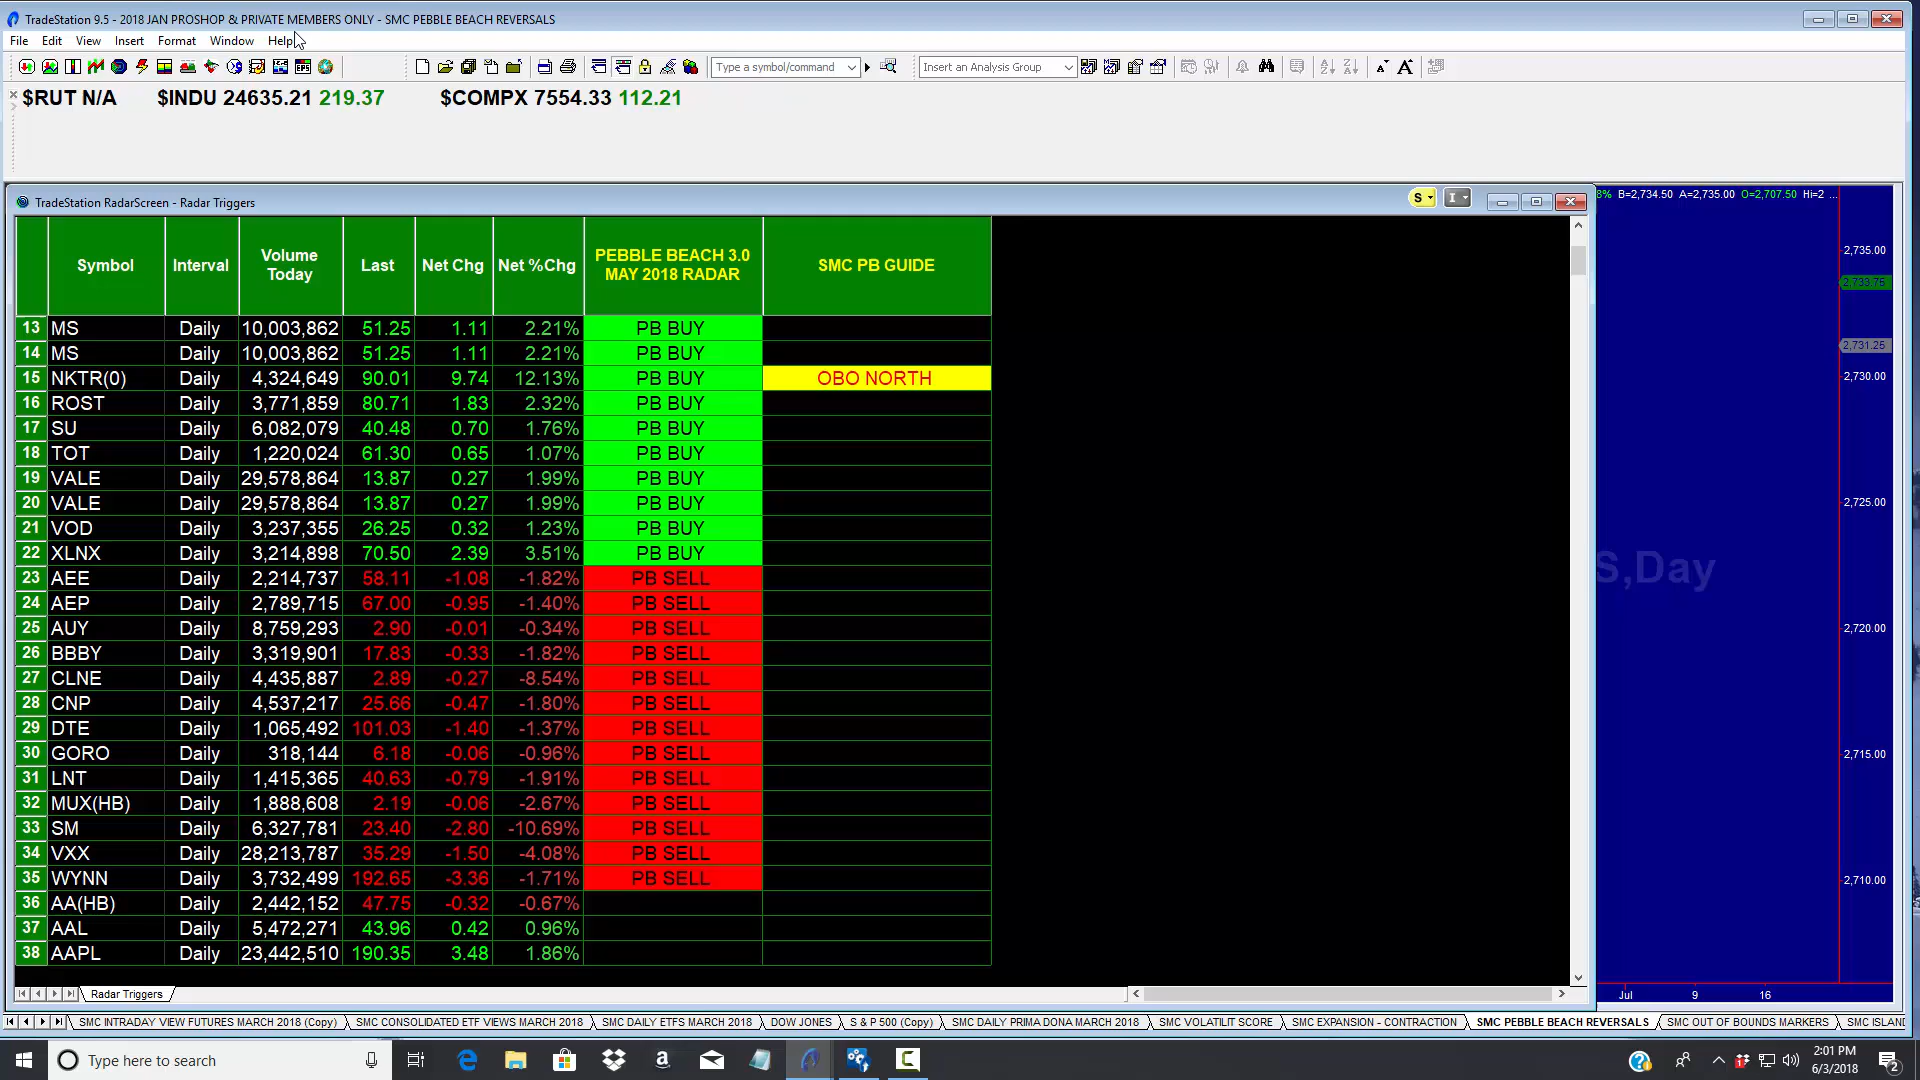 TradeStation 9.5 - 2018 JAN PROSHOP & PRIVATE MEMBERS ONLY - SMC PEBBLE BEACH REVERSALS
File Edit View Insert Format Window Help
Type a symbol/command Insert an Analysis Group
$RUT N/A $INDU 24635.21 219.37 $COMPX 7554.33 112.21
TradeStation RadarScreen - Radar Triggers
8% B=2,734.50 A=2,735.00 O=2,707.50 Hi=2 ...
Symbol Interval Volume Today Last Net Chg Net %Chg PEBBLE BEACH 3.0 MAY 2018 RADAR SMC PB GUIDE
13 MS Daily 10,003,862 51.25 1.11 2.21% PB BUY
14 MS Daily 10,003,862 51.25 1.11 2.21% PB BUY
15 NKTR(0) Daily 4,324,649 90.01 9.74 12.13% PB BUY OBO NORTH
16 ROST Daily 3,771,859 80.71 1.83 2.32% PB BUY
17 SU Daily 6,082,079 40.48 0.70 1.76% PB BUY
18 TOT Daily 1,220,024 61.30 0.65 1.07% PB BUY
19 VALE Daily 29,578,864 13.87 0.27 1.99% PB BUY
20 VALE Daily 29,578,864 13.87 0.27 1.99% PB BUY
21 VOD Daily 3,237,355 26.25 0.32 1.23% PB BUY
22 XLNX Daily 3,214,898 70.50 2.39 3.51% PB BUY
23 AEE Daily 2,214,737 58.11 -1.08 -1.82% PB SELL
24 AEP Daily 2,789,715 67.00 -0.95 -1.40% PB SELL
25 AUY Daily 8,759,293 2.90 -0.01 -0.34% PB SELL
26 BBBY Daily 3,319,901 17.83 -0.33 -1.82% PB SELL
27 CLNE Daily 4,435,887 2.89 -0.27 -8.54% PB SELL
28 CNP Daily 4,537,217 25.66 -0.47 -1.80% PB SELL
29 DTE Daily 1,065,492 101.03 -1.40 -1.37% PB SELL
30 GORO Daily 318,144 6.18 -0.06 -0.96% PB SELL
31 LNT Daily 1,415,365 40.63 -0.79 -1.91% PB SELL
32 MUX(HB) Daily 1,888,608 2.19 -0.06 -2.67% PB SELL
33 SM Daily 6,327,781 23.40 -2.80 -10.69% PB SELL
34 VXX Daily 28,213,787 35.29 -1.50 -4.08% PB SELL
35 WYNN Daily 3,732,499 192.65 -3.36 -1.71% PB SELL
36 AA(HB) Daily 2,442,152 47.75 -0.32 -0.67%
37 AAL Daily 5,472,271 43.96 0.42 0.96%
38 AAPL Daily 23,442,510 190.35 3.48 1.86%
2,735.00
2,733.75
2,731.25
2,730.00
2,725.00
S,Day
2,720.00
2,715.00
2,710.00
Jul 9 16
Radar Triggers
SMC INTRADAY VIEW FUTURES MARCH 2018 (Copy) SMC CONSOLIDATED ETF VIEWS MARCH 2018 SMC DAILY ETFS MARCH 2018 DOW JONES S & P 500 (Copy) SMC DAILY PRIMA DONA MARCH 2018 SMC VOLATILIT SCORE SMC EXPANSION - CONTRACTION SMC PEBBLE BEACH REVERSALS SMC OUT OF BOUNDS MARKERS SMC ISLAN
Type here to search
2:01 PM
6/3/2018
2